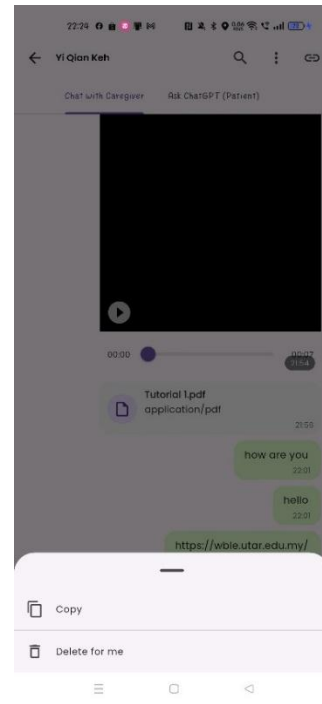 22:24
Yi Qian Keh
Chat with Caregiver
Ask ChatGPT (Patient)
00:00
00:07
21:54
Tutorial 1.pdf
application/pdf
21:55
how are you
22:01
hello
22:01
https://wble.utar.edu.my/
Copy
Delete for me